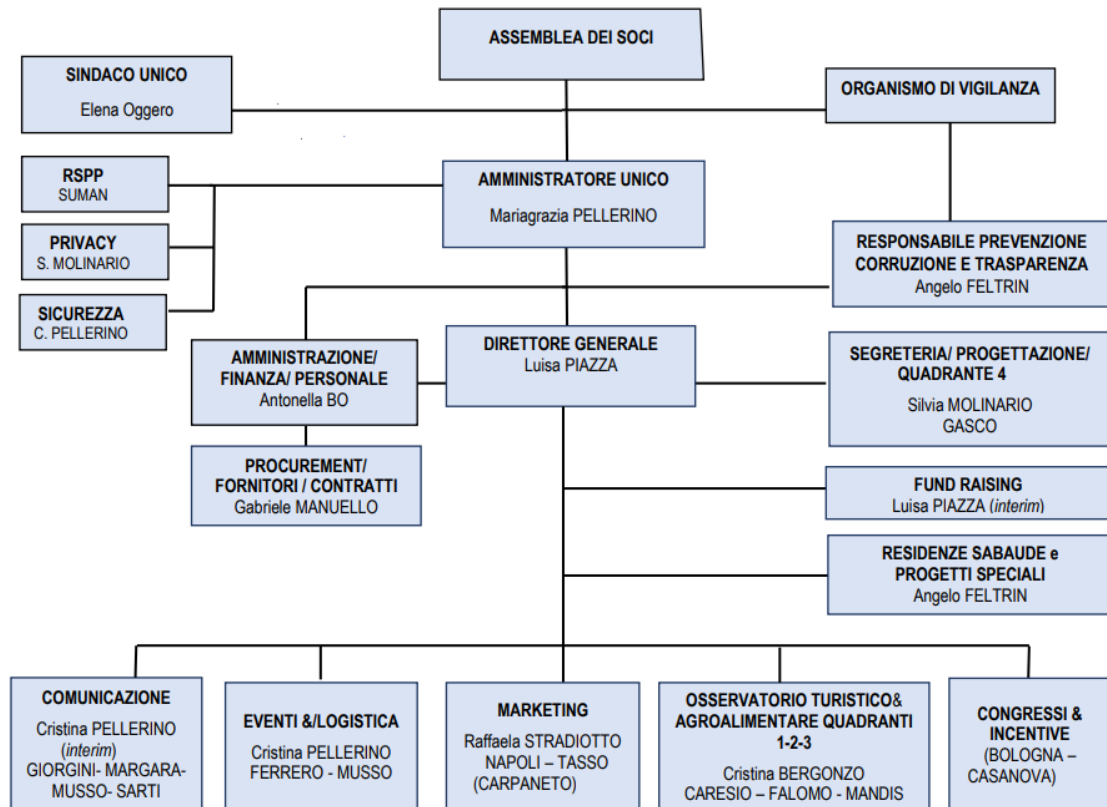 ASSEMBLEA DEI SOCI
SINDACO UNICO
Elena Oggero
ORGANISMO DI VIGILANZA
RSPP
SUMAN
AMMINISTRATORE UNICO
Mariagrazia PELLERINO
PRIVACY
S. MOLINARIO
RESPONSABILE PREVENZIONE
CORRUZIONE E TRASPARENZA
Angelo FELTRIN
SICUREZZA
C. PELLERINO
AMMINISTRAZIONE/
FINANZA/ PERSONALE
Antonella BO
DIRETTORE GENERALE
Luisa PIAZZA
SEGRETERIA/ PROGETTAZIONE/
QUADRANTE 4
Silvia MOLINARIO
GASCO
PROCUREMENT/
FORNITORI / CONTRATTI
Gabriele MANUELLO
FUND RAISING
Luisa PIAZZA (interim)
RESIDENZE SABAUDE e
PROGETTI SPECIALI
Angelo FELTRIN
COMUNICAZIONE
Cristina PELLERINO
(interim)
GIORGINI- MARGARA-
MUSSO- SARTI
EVENTI &/LOGISTICA
Cristina PELLERINO
FERRERO - MUSSO
MARKETING
Raffaela STRADIOTTO
NAPOLI – TASSO
(CARPANETO)
OSSERVATORIO TURISTICO&
AGROALIMENTARE QUADRANTI
1-2-3
Cristina BERGONZO
CARESIO – FALOMO - MANDIS
CONGRESSI &
INCENTIVE
(BOLOGNA –
CASANOVA)